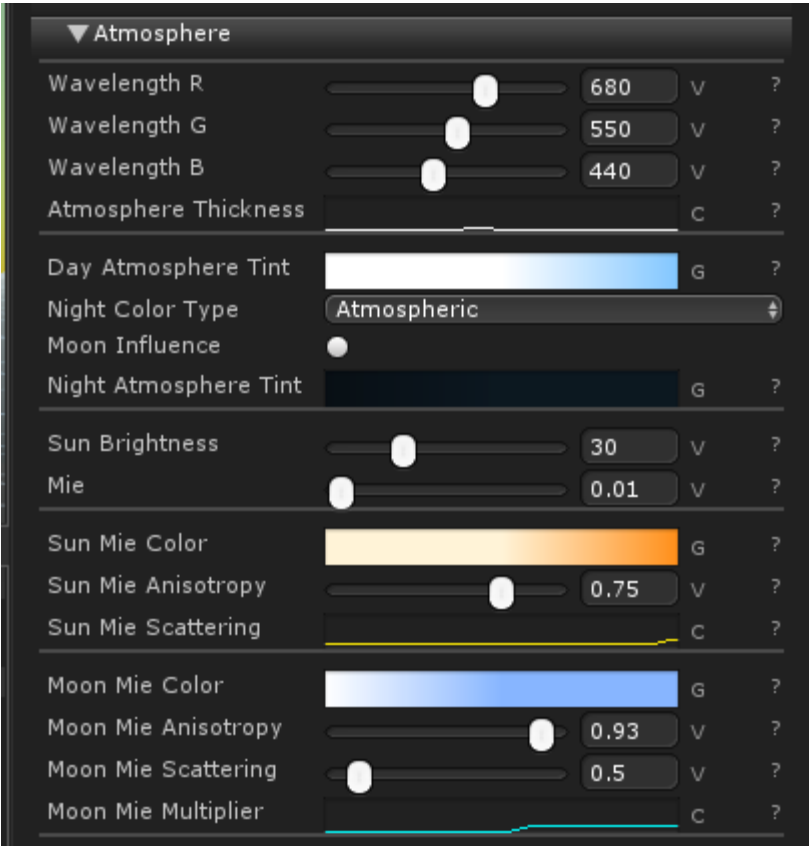 Atmosphere
Wavelength R 680 V ?
Wavelength G 550 V ?
Wavelength B 440 V ?
Atmosphere Thickness C ?
Day Atmosphere Tint G ?
Night Color Type Atmospheric
Moon Influence
Night Atmosphere Tint G ?
Sun Brightness 30 V ?
Mie 0.01 V ?
Sun Mie Color G ?
Sun Mie Anisotropy 0.75 V ?
Sun Mie Scattering C ?
Moon Mie Color G ?
Moon Mie Anisotropy 0.93 V ?
Moon Mie Scattering 0.5 V ?
Moon Mie Multiplier C ?